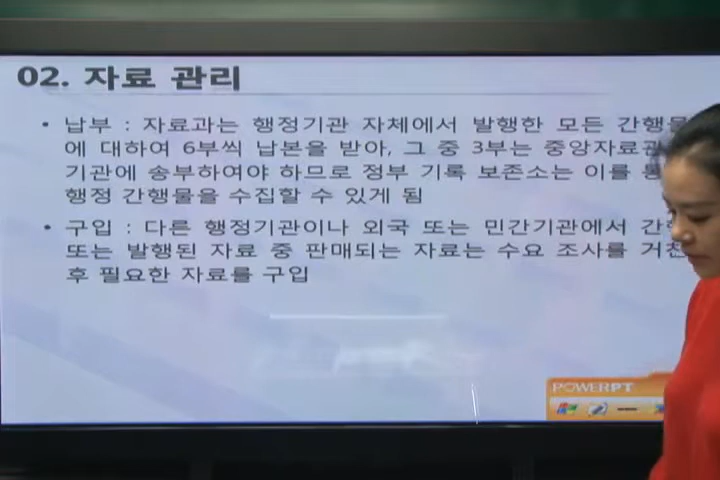 02. 자료 관리
• 납부 : 자료과는 행정기관 자체에서 발행한 모든 간행물
에 대하여 6부씩 납본을 받아, 그 중 3부는 중앙자료관
기관에 송부하여야 하므로 정부 기록 보존소는 이를
행정 간행물을 수집할 수 있게 됨
• 구입 : 다른 행정기관이나 외국 또는 민간기관에서
또는 발행된 자료 중 판매되는 자료는 수요 조사를 거친
후 필요한 자료를 구입
POWERPT